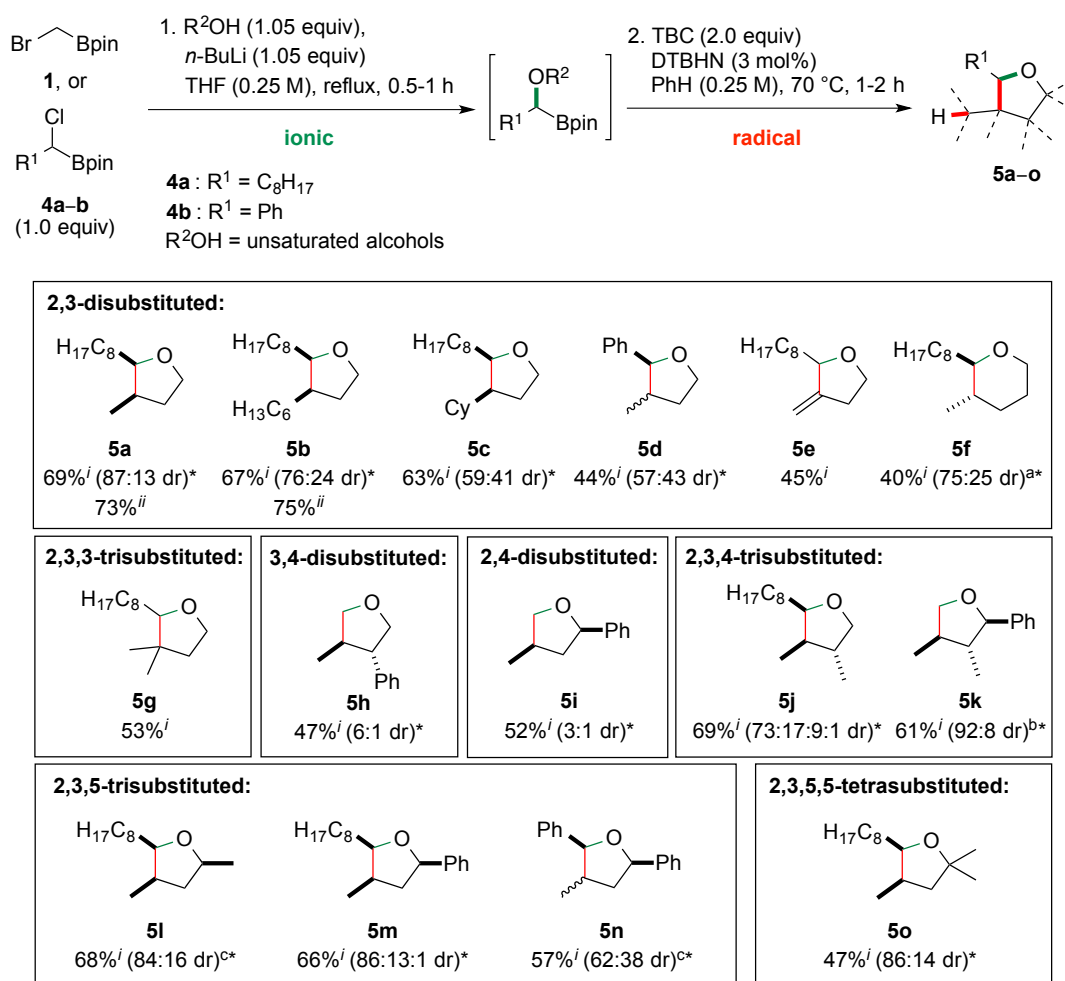 Br Bpin
1, or
Cl
R¹ Bpin
4a–b
(1.0 equiv)
1. R²OH (1.05 equiv),
n-BuLi (1.05 equiv)
THF (0.25 M), reflux, 0.5-1 h
ionic
4a : R¹ = C₈H₁₇
4b : R¹ = Ph
R²OH = unsaturated alcohols
OR²
R¹ Bpin
2. TBC (2.0 equiv)
DTBHN (3 mol%)
PhH (0.25 M), 70 °C, 1-2 h
radical
R¹ O
H
5a–o
2,3-disubstituted:
H₁₇C₈ O
5a
69%ⁱ (87:13 dr)*
73%ⁱⁱ
H₁₇C₈ O
H₁₃C₆
5b
67%ⁱ (76:24 dr)*
75%ⁱⁱ
H₁₇C₈ O
Cy
5c
63%ⁱ (59:41 dr)*
Ph O
5d
44%ⁱ (57:43 dr)*
H₁₇C₈ O
5e
45%ⁱ
H₁₇C₈ O
5f
40%ⁱ (75:25 dr)ᵃ*
2,3,3-trisubstituted:
H₁₇C₈ O
5g
53%ⁱ
3,4-disubstituted:
O
Ph
5h
47%ⁱ (6:1 dr)*
2,4-disubstituted:
O Ph
5i
52%ⁱ (3:1 dr)*
2,3,4-trisubstituted:
H₁₇C₈ O
5j
69%ⁱ (73:17:9:1 dr)*
O Ph
5k
61%ⁱ (92:8 dr)ᵇ*
2,3,5-trisubstituted:
H₁₇C₈ O
5l
68%ⁱ (84:16 dr)ᶜ*
H₁₇C₈ O Ph
5m
66%ⁱ (86:13:1 dr)*
Ph O Ph
5n
57%ⁱ (62:38 dr)ᶜ*
2,3,5,5-tetrasubstituted:
H₁₇C₈ O
5o
47%ⁱ (86:14 dr)*